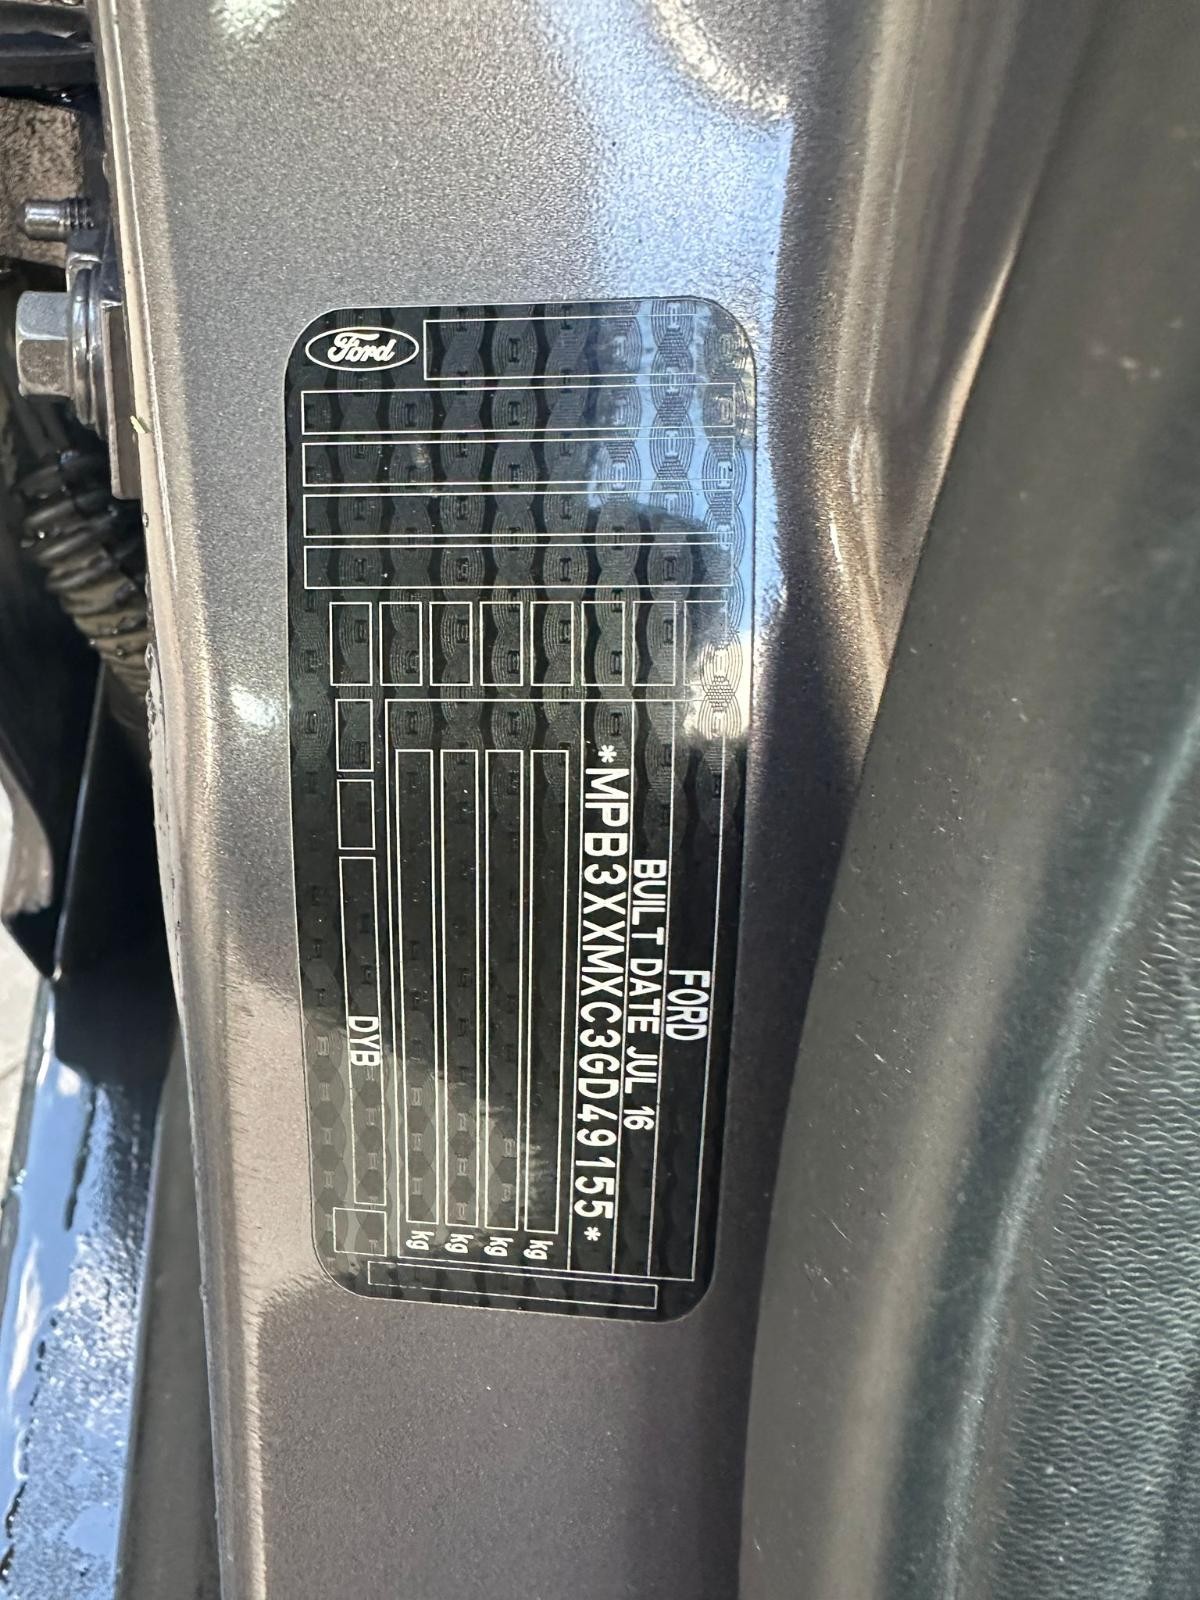 Ford
FORD
BUILT DATE JUL 16
*MPB3XXMXC3GD49155*
kg
kg
kg
kg
DYB